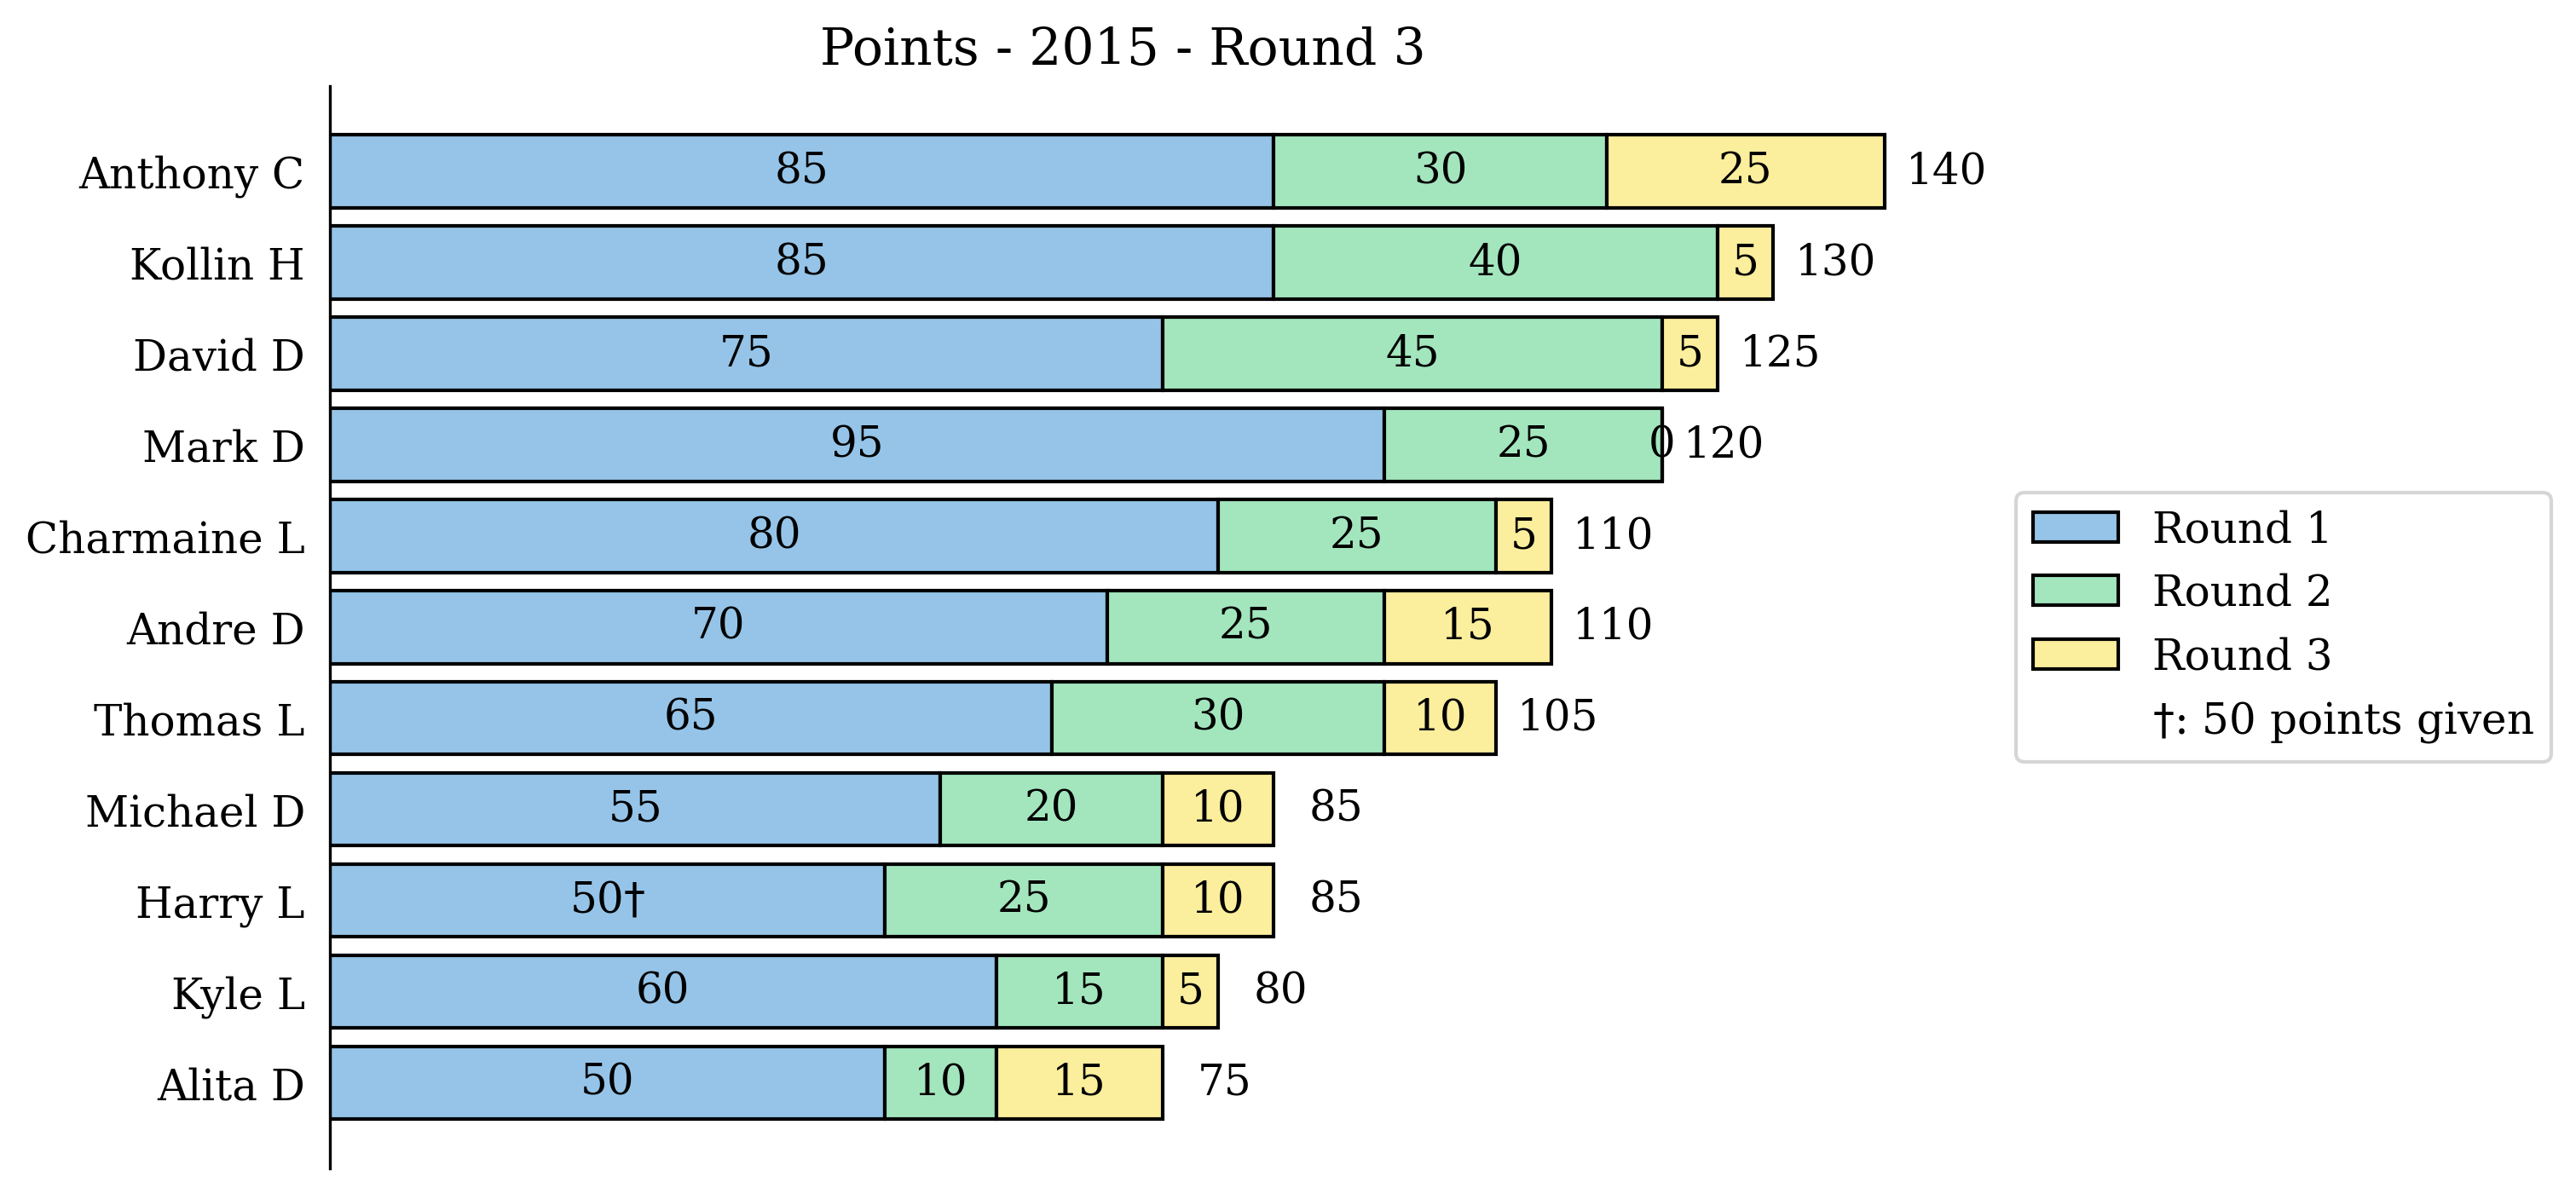 Points - 2015 - Round 3
Anthony C 85 30 25 140
Kollin H 85 40 5 130
David D 75 45 5 125
Mark D 95 25 0 120
Charmaine L 80 25 5 110
Andre D 70 25 15 110
Thomas L 65 30 10 105
Michael D 55 20 10 85
Harry L 50† 25 10 85
Kyle L 60 15 5 80
Alita D 50 10 15 75
Round 1
Round 2
Round 3
†: 50 points given